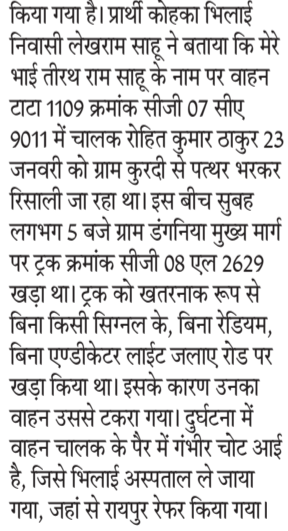 किया गया है। प्रार्थी कोहका भिलाई
निवासी लेखराम साहू ने बताया कि मेरे
भाई तीरथ राम साहू के नाम पर वाहन
टाटा 1109 क्रमांक सीजी 07 सीए
9011 में चालक रोहित कुमार ठाकुर 23
जनवरी को ग्राम कुरदी से पत्थर भरकर
रिसाली जा रहा था। इस बीच सुबह
लगभग 5 बजे ग्राम डंगनिया मुख्य मार्ग
पर ट्रक क्रमांक सीजी 08 एल 2629
खड़ा था। ट्रक को खतरनाक रूप से
बिना किसी सिग्नल के, बिना रेडियम,
बिना एण्डीकेटर लाईट जलाए रोड पर
खड़ा किया था। इसके कारण उनका
वाहन उससे टकरा गया। दुर्घटना में
वाहन चालक के पैर में गंभीर चोट आई
है, जिसे भिलाई अस्पताल ले जाया
गया, जहां से रायपुर रेफर किया गया।